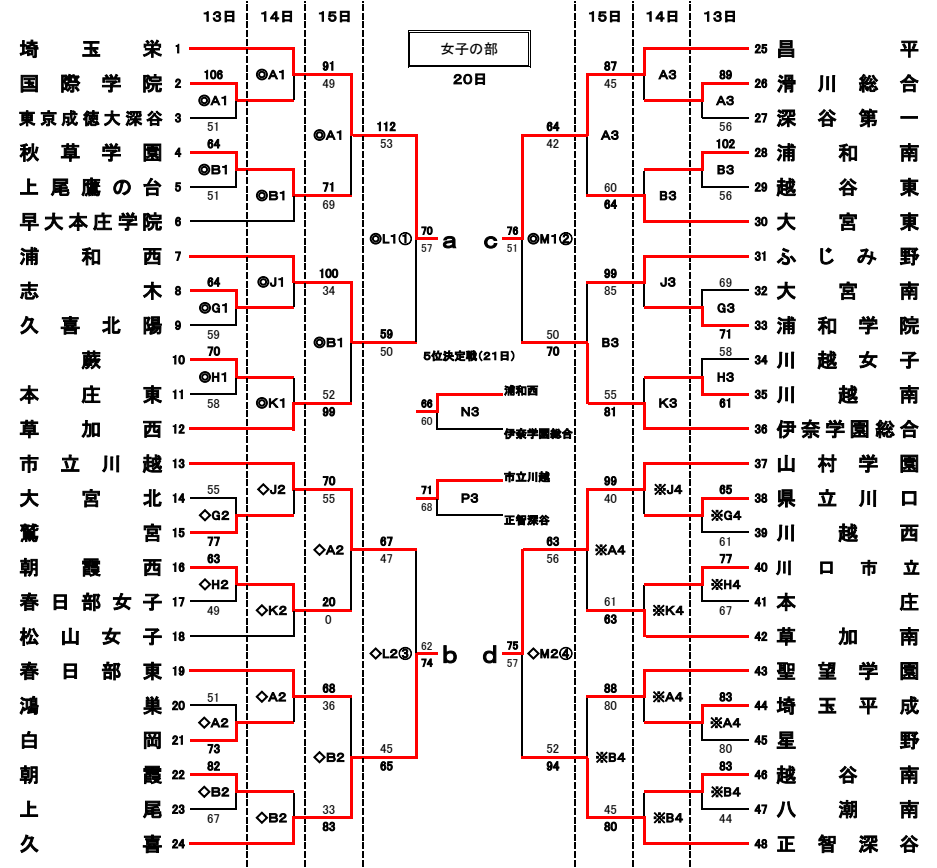 13日 14日 15日
女子の部
20日
15日 14日 13日
埼玉栄 1
国際学院 2
東京成徳大深谷 3
秋草学園 4
上尾鷹の台 5
早大本庄学院 6
浦和西 7
志木 8
久喜北陽 9
蕨 10
本庄東 11
草加西 12
市立川越 13
大宮北 14
鷲宮 15
朝霞西 16
春日部女子 17
松山女子 18
春日部東 19
鴻巣 20
白岡 21
朝霞 22
上尾 23
久喜 24
106
◎A1
51
64
◎B1
51
64
◎G1
59
70
◎H1
58
55
◇G2
77
63
◇H2
49
51
◇A2
73
82
◇B2
67
◎A1
◎B1
◎J1
◎K1
◇J2
◇K2
◇A2
◇B2
91
49
◎A1
71
69
100
34
◎B1
52
99
70
55
◇A2
20
0
68
36
◇B2
33
83
112
53
◎L1①
59
50
67
47
◇L2③
45
65
70
57
a
62
74
b
c
76
51
d
75
57
5位決定戦(21日)
浦和西
66
N3
60
伊奈学園総合
市立川越
71
P3
68
正智深谷
64
42
◎M1②
50
70
63
56
◇M2④
52
94
87
45
A3
60
64
99
85
B3
55
81
99
40
※A4
61
63
88
80
※B4
45
80
A3
B3
J3
K3
※J4
※K4
※A4
※B4
89
A3
56
102
B3
56
69
G3
71
58
H3
61
65
※G4
61
77
※H4
67
83
※A4
80
83
※B4
44
25 昌平
26 滑川総合
27 深谷第一
28 浦和南
29 越谷東
30 大宮東
31 ふじみ野
32 大宮南
33 浦和学院
34 川越女子
35 川越南
36 伊奈学園総合
37 山村学園
38 県立川口
39 川越西
40 川口市立
41 本庄
42 草加南
43 聖望学園
44 埼玉平成
45 星野
46 越谷南
47 八潮南
48 正智深谷